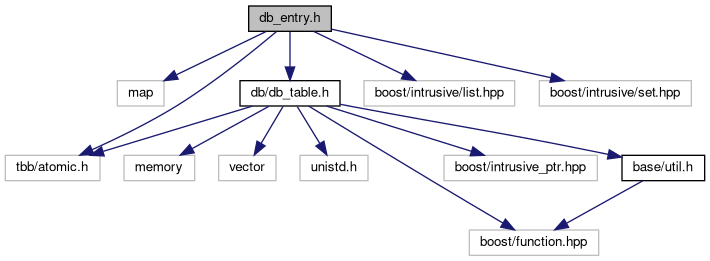 db_entry.h
map
db/db_table.h
boost/intrusive/list.hpp
boost/intrusive/set.hpp
tbb/atomic.h
memory
vector
unistd.h
boost/intrusive_ptr.hpp
base/util.h
boost/function.hpp